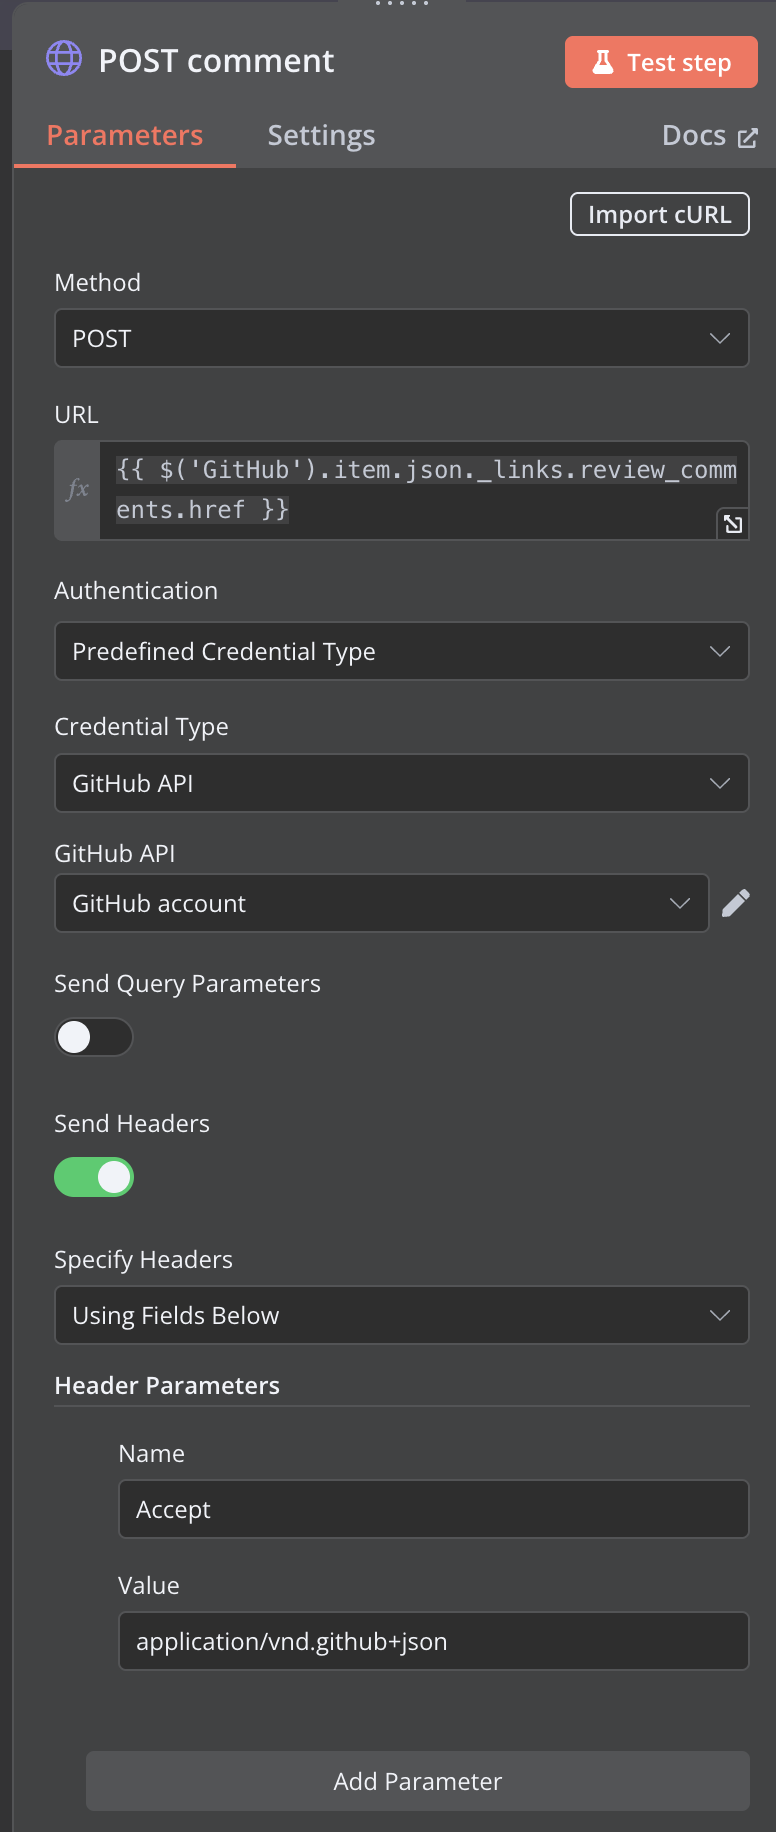 POST comment
Test step
Parameters
Settings
Docs
Import cURL
Method
POST
URL
fx
{{ $('GitHub').item.json._links.review_comm
ents.href }}
Authentication
Predefined Credential Type
Credential Type
GitHub API
GitHub API
GitHub account
Send Query Parameters
Send Headers
Specify Headers
Using Fields Below
Header Parameters
Name
Accept
Value
application/vnd.github+json
Add Parameter